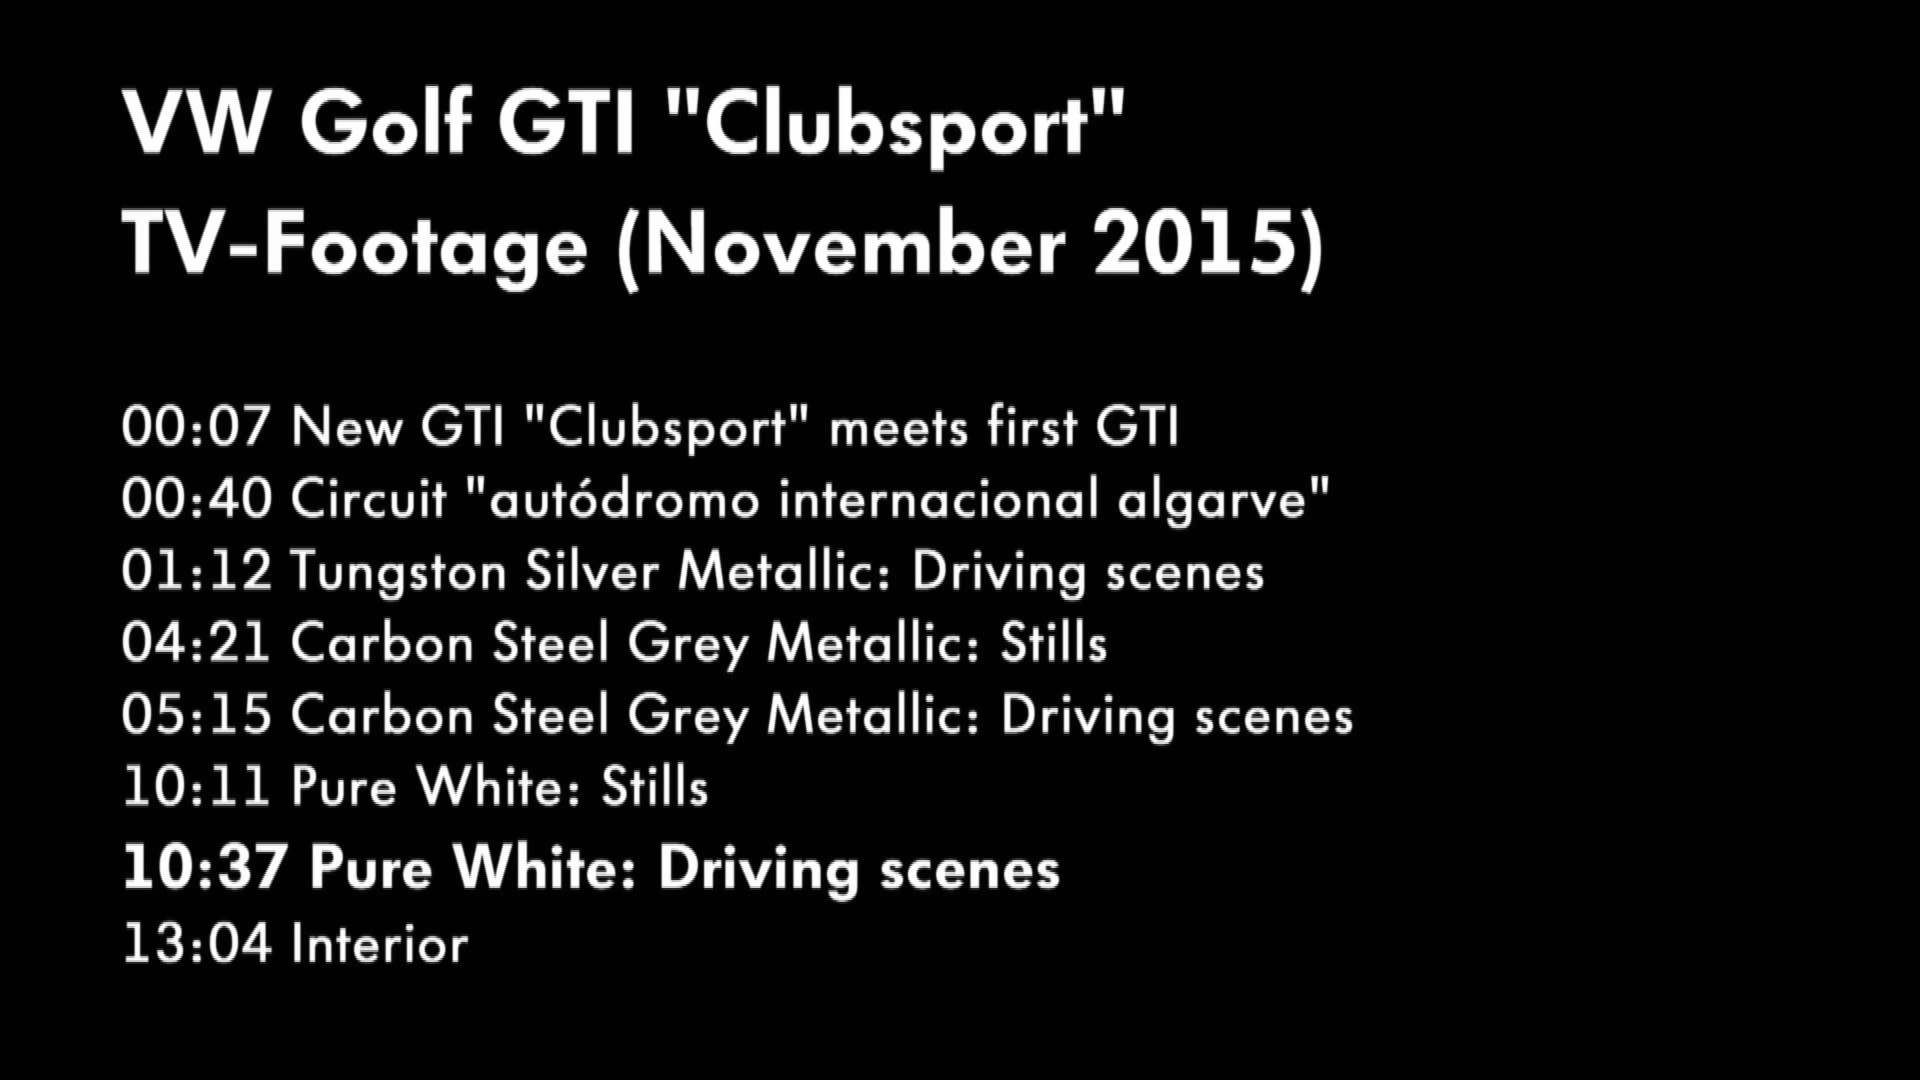 VW Golf GTI "Clubsport"
TV-Footage (November 2015)
00:07 New GTI "Clubsport" meets first GTI
00:40 Circuit "autódromo internacional algarve"
01:12 Tungston Silver Metallic: Driving scenes
04:21 Carbon Steel Grey Metallic: Stills
05:15 Carbon Steel Grey Metallic: Driving scenes
10:11 Pure White: Stills
10:37 Pure White: Driving scenes
13:04 Interior